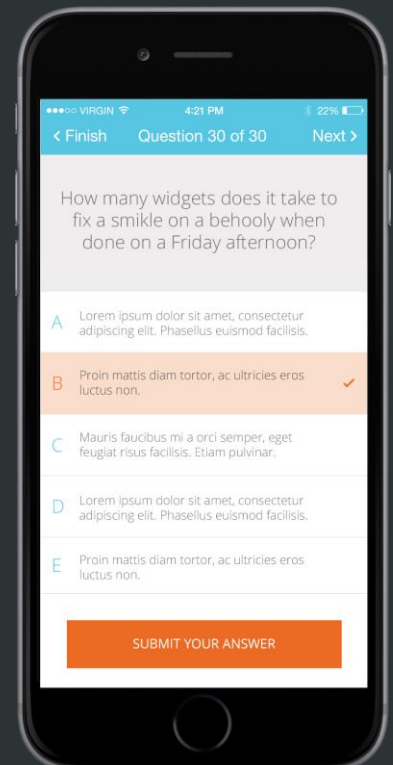 VIRGIN 4:21 PM 22%
< Finish Question 30 of 30 Next >
How many widgets does it take to
fix a smikle on a behooly when
done on a Friday afternoon?
A Lorem ipsum dolor sit amet, consectetur
adipiscing elit. Phasellus euismod facilisis.
B Proin mattis diam tortor, ac ultricies eros
luctus non.
C Mauris faucibus mi a orci semper, eget
feugiat risus facilisis. Etiam pulvinar.
D Lorem ipsum dolor sit amet, consectetur
adipiscing elit. Phasellus euismod facilisis.
E Proin mattis diam tortor, ac ultricies eros
luctus non.
SUBMIT YOUR ANSWER